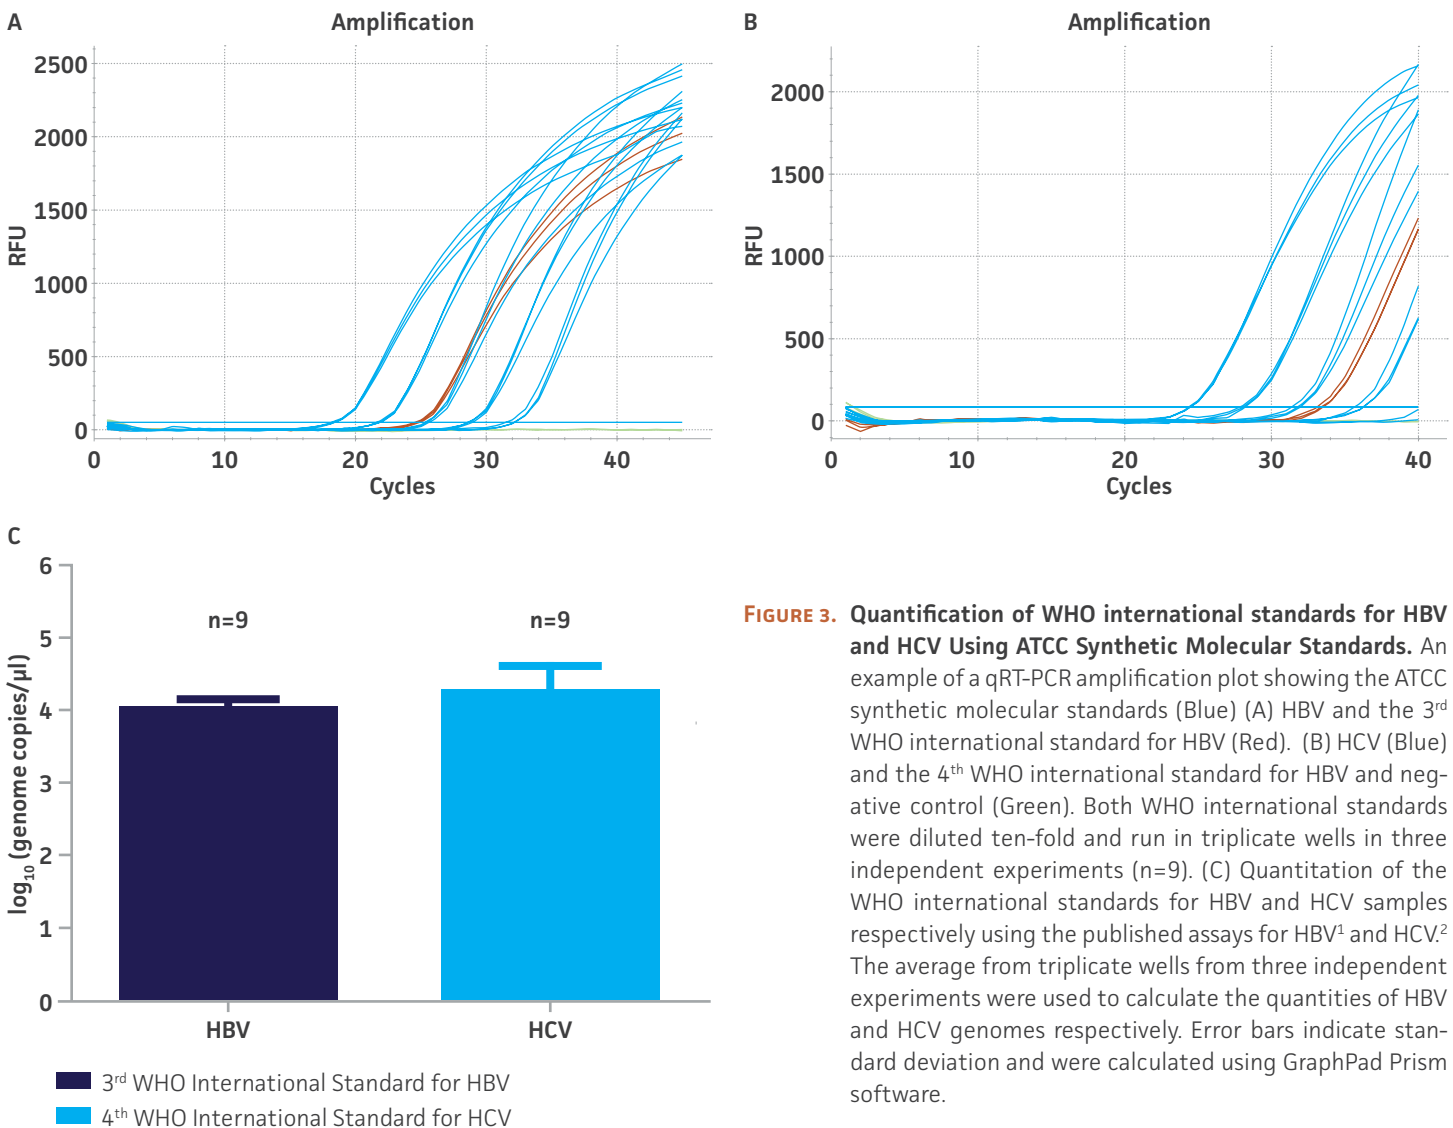 A
Amplification
2500
2000
1500
1000
500
0
RFU
0 10 20 30 40
Cycles
B
Amplification
2000
1500
1000
500
0
RFU
0 10 20 30 40
Cycles
C
6
5
4
3
2
1
0
log10 (genome copies/µl)
n=9 n=9
HBV HCV
3rd WHO International Standard for HBV
4th WHO International Standard for HCV
FIGURE 3. Quantification of WHO international standards for HBV
and HCV Using ATCC Synthetic Molecular Standards. An
example of a qRT-PCR amplification plot showing the ATCC
synthetic molecular standards (Blue) (A) HBV and the 3rd
WHO international standard for HBV (Red). (B) HCV (Blue)
and the 4th WHO international standard for HBV and neg-
ative control (Green). Both WHO international standards
were diluted ten-fold and run in triplicate wells in three
independent experiments (n=9). (C) Quantitation of the
WHO international standards for HBV and HCV samples
respectively using the published assays for HBV1 and HCV.2
The average from triplicate wells from three independent
experiments were used to calculate the quantities of HBV
and HCV genomes respectively. Error bars indicate stan-
dard deviation and were calculated using GraphPad Prism
software.